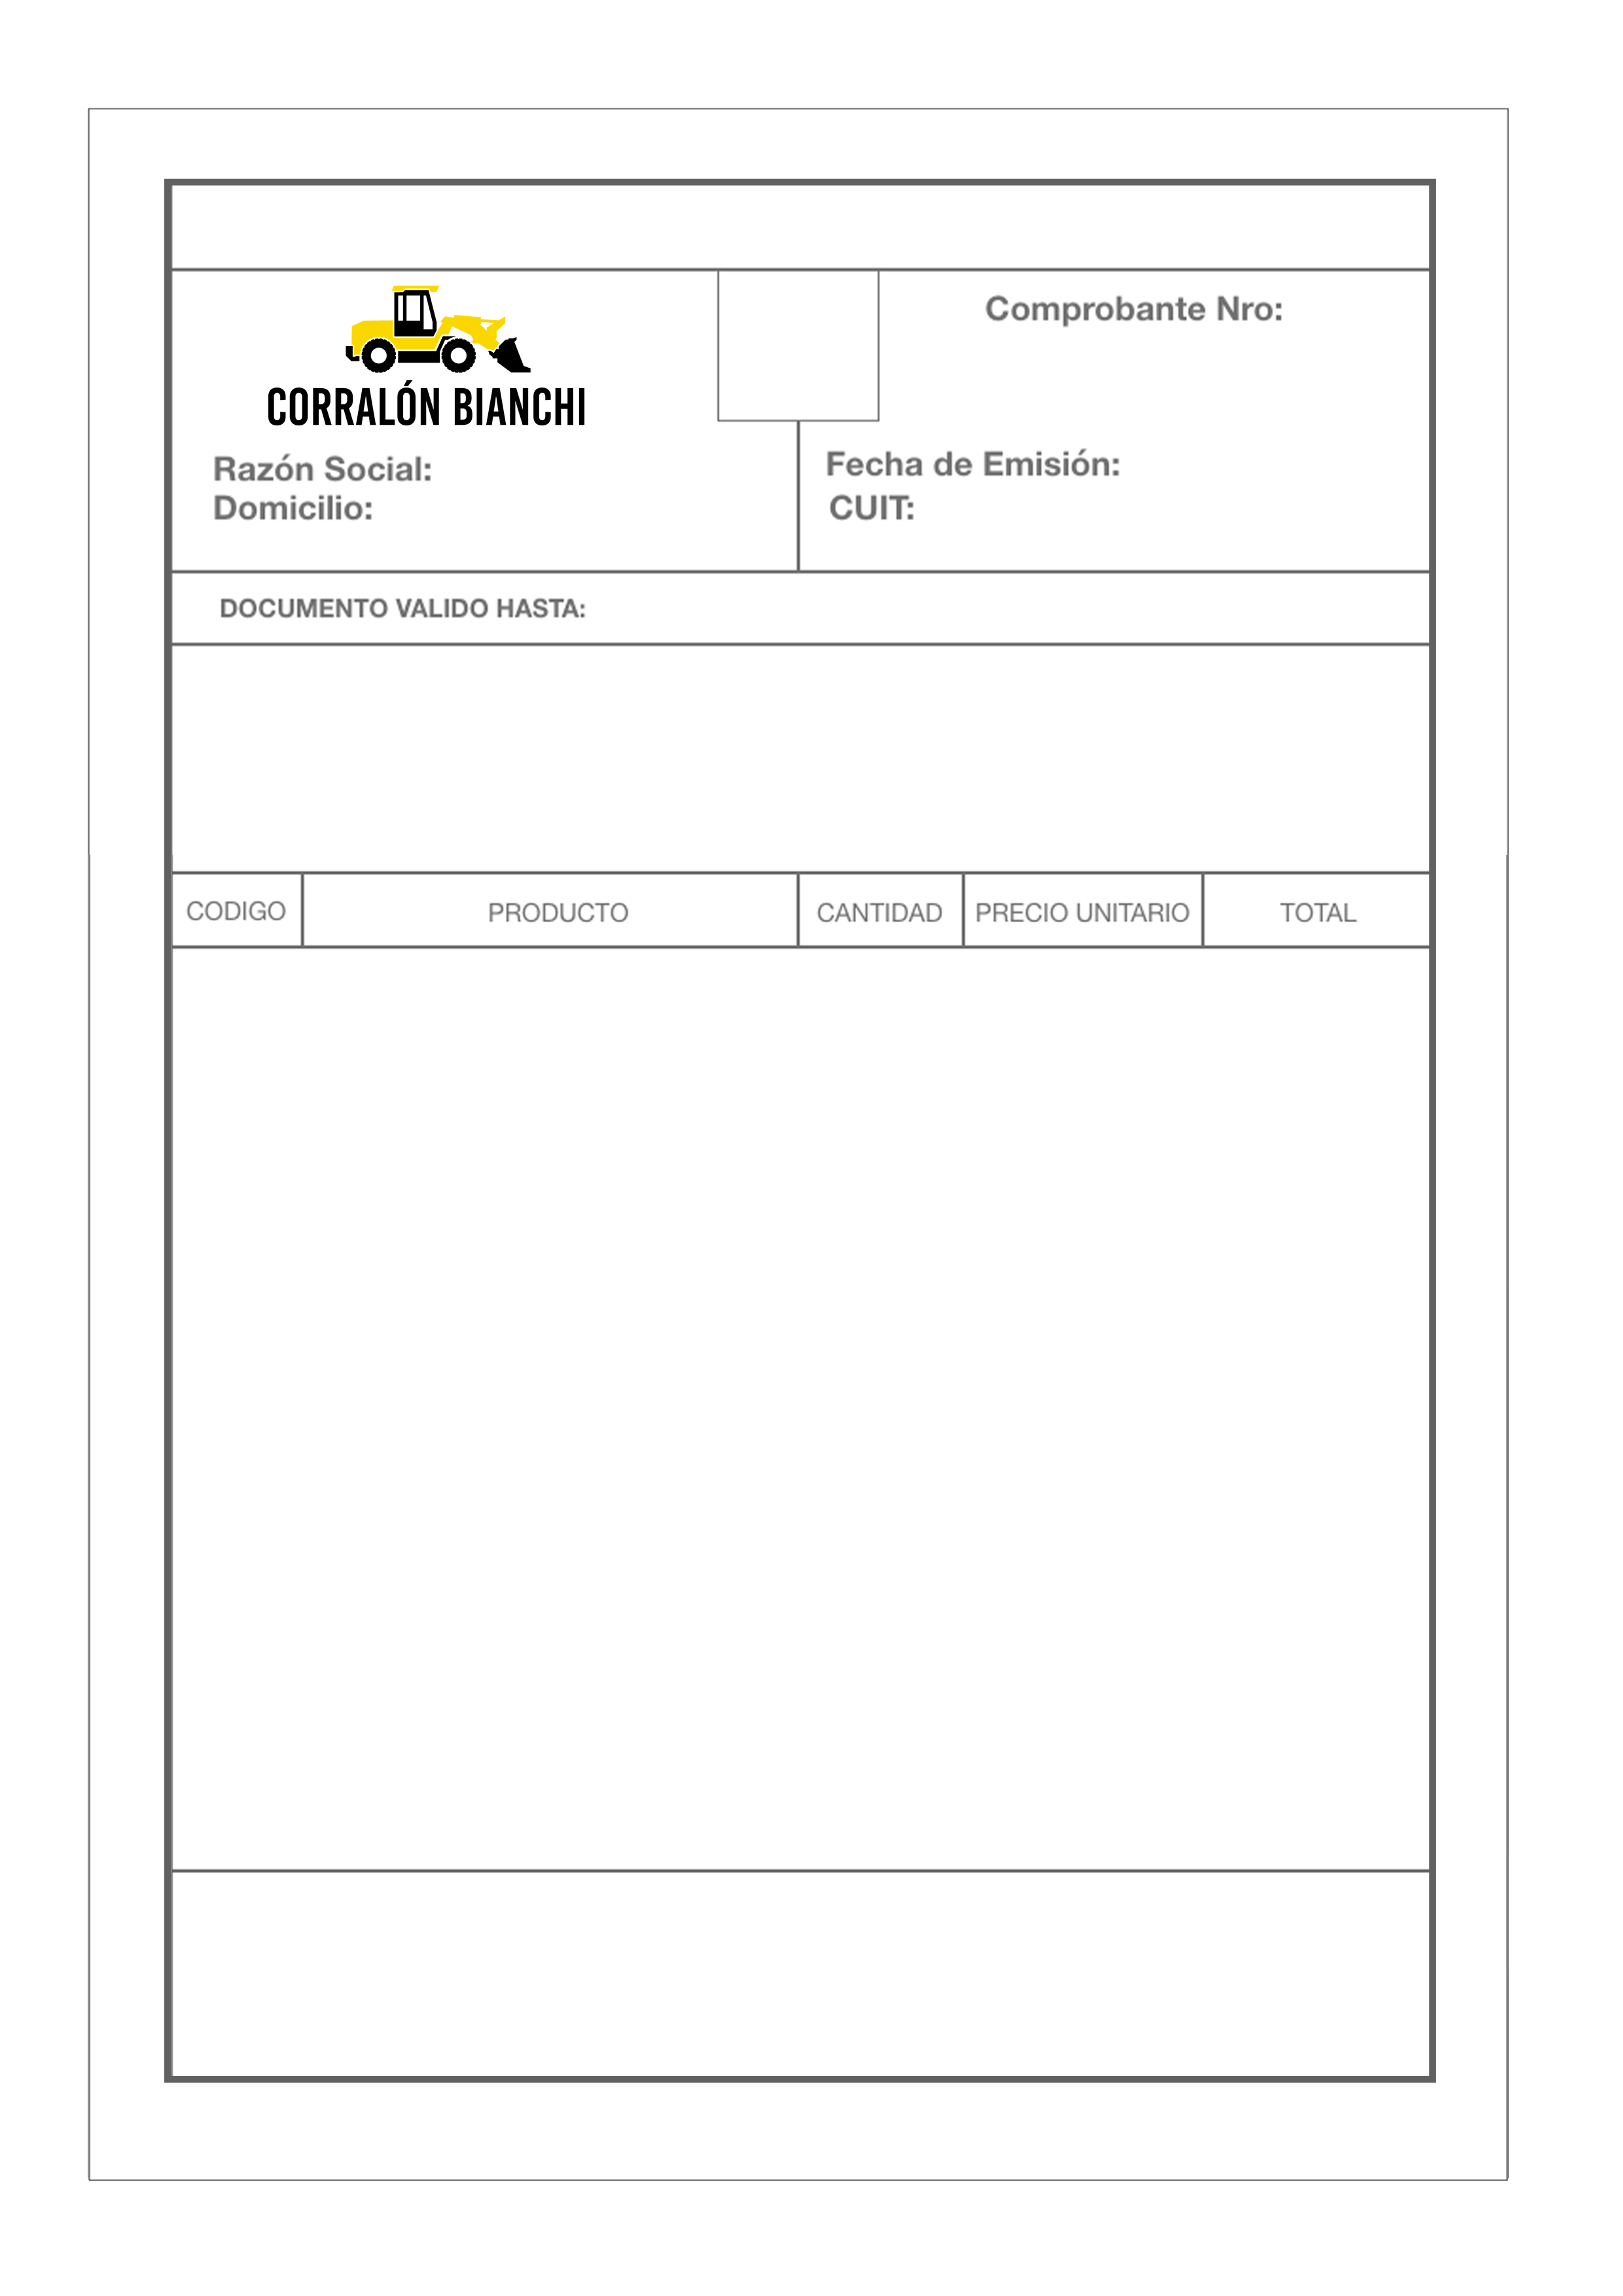 Comprobante Nro:
CORRALÓN BIANCHI
Razón Social:
Domicilio:
Fecha de Emisión:
CUIT:
DOCUMENTO VALIDO HASTA:
CODIGO PRODUCTO CANTIDAD PRECIO UNITARIO TOTAL